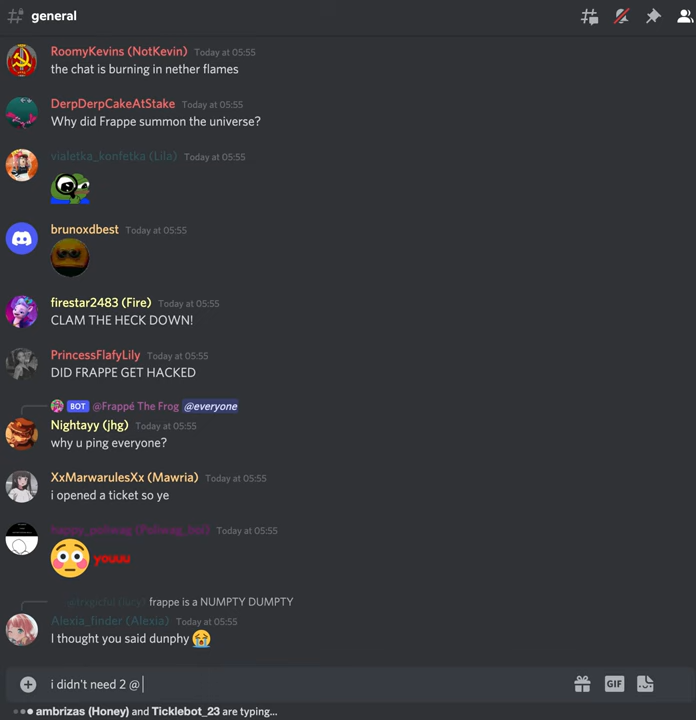 general
RoomyKevins (NotKevin) Today at 05:55
the chat is burning in nether flames
DerpDerpCakeAtStake Today at 05:55
Why did Frappe summon the universe?
vialetka_konfetka (Lila) Today at 05:55
brunoxdbest Today at 05:55
firestar2483 (Fire) Today at 05:55
CLAM THE HECK DOWN!
PrincessFlafyLily Today at 05:55
DID FRAPPE GET HACKED
BOT @Frappé The Frog @everyone
Nightayy (jhg) Today at 05:55
why u ping everyone?
XxMarwarulesXx (Mawria) Today at 05:55
i opened a ticket so ye
Today at 05:55
youuu
frappe is a NUMPTY DUMPTY
Alexia_finder (Alexia) Today at 05:55
I thought you said dunphy
i didn't need 2 @
GIF
ambrizas (Honey) and Ticklebot_23 are typing...